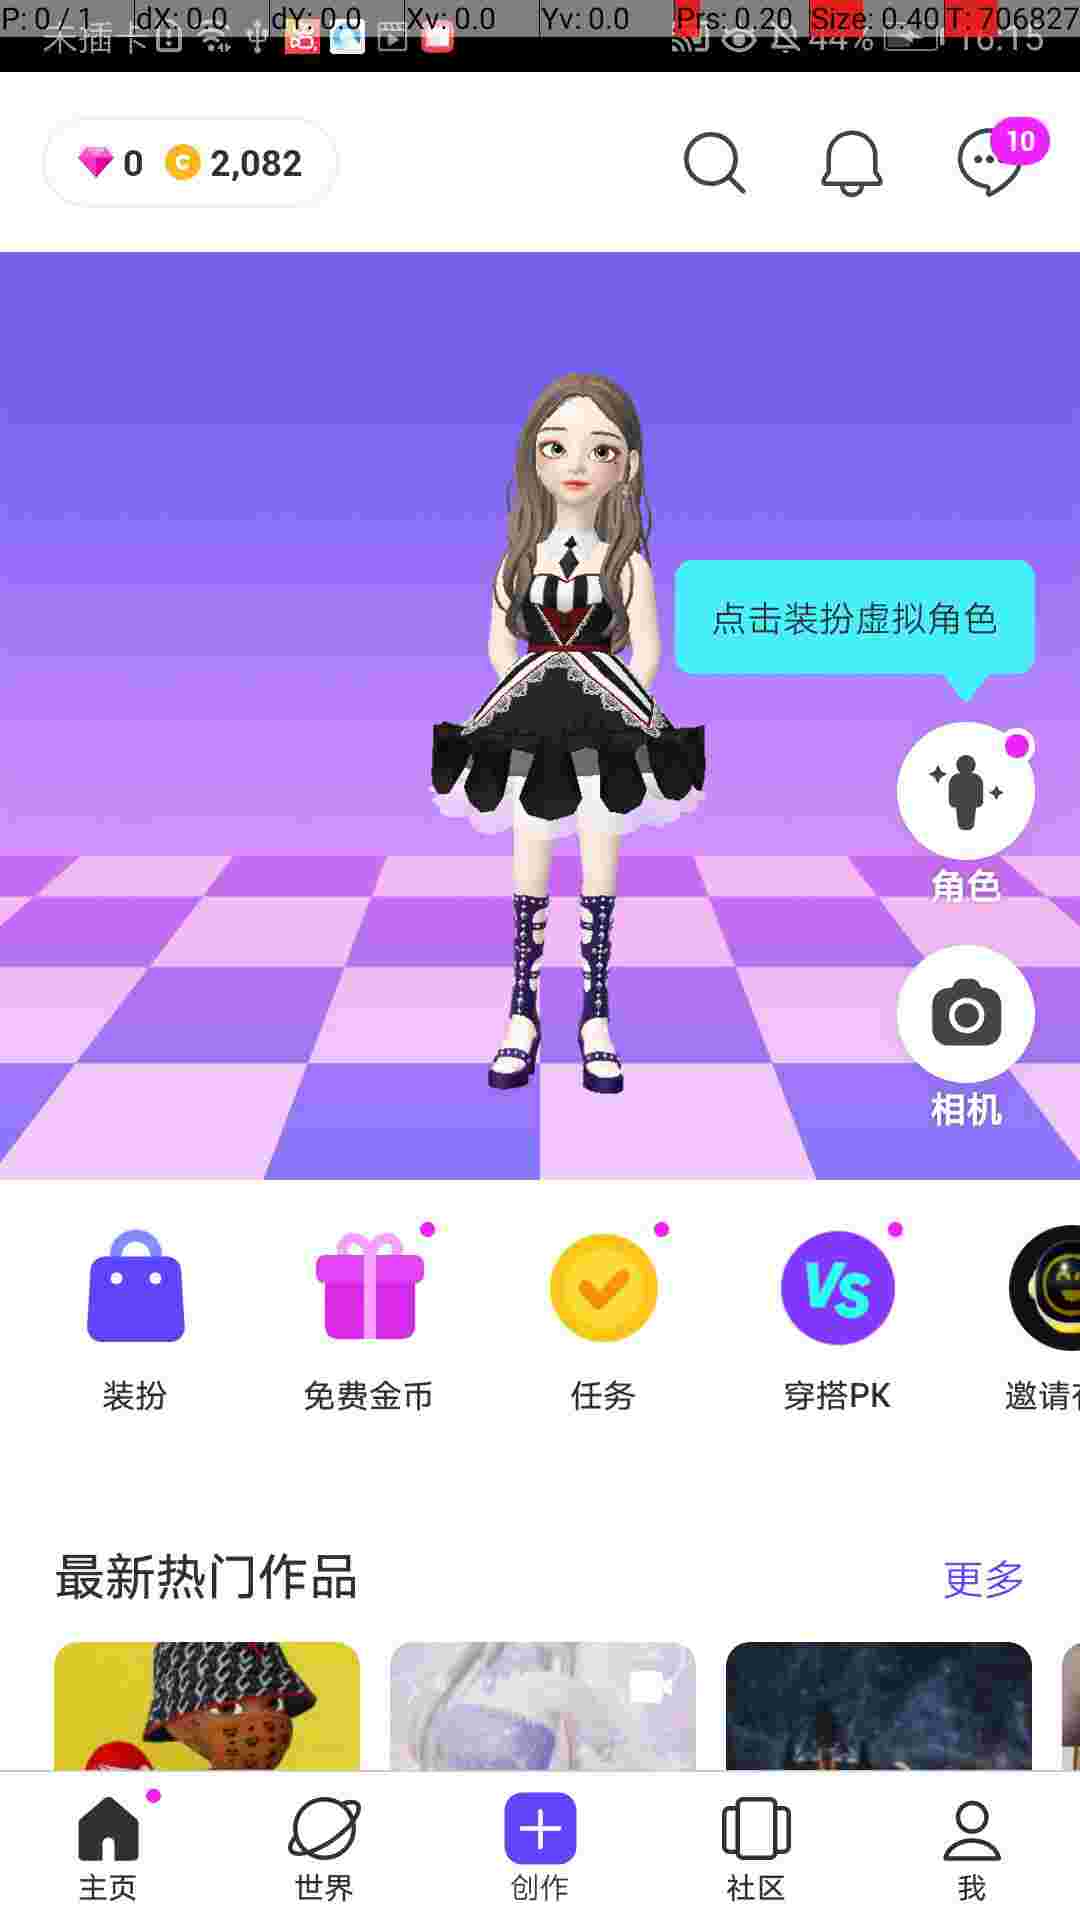 P: 0 / 1 dX: 0.0 dY: 0.0 Xv: 0.0 Yv: 0.0 Prs: 0.20 Size: 0.40 T: 706827
未插卡 44% 16:15
0 2,082 10
点击装扮虚拟角色
角色
相机
VS
装扮 免费金币 任务 穿搭PK 邀请
最新热门作品 更多
主页 世界 创作 社区 我